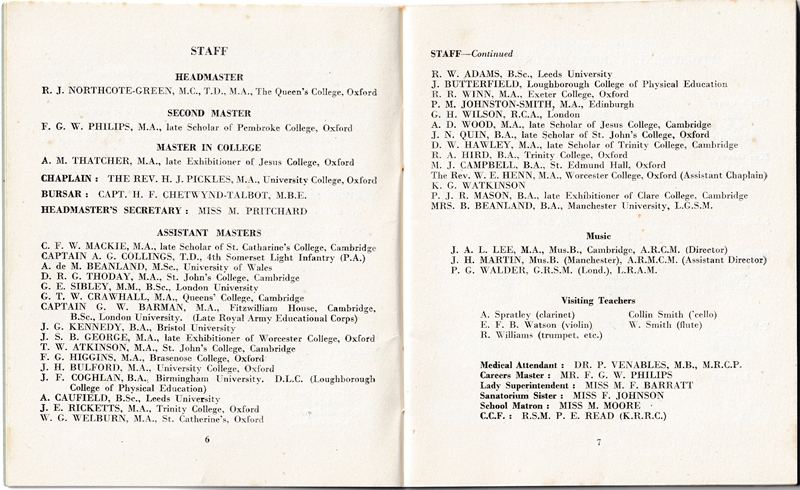 STAFF
HEADMASTER
R. J. NORTHCOTE-GREEN, M.C., T.D., M.A., The Queen's College, Oxford
SECOND MASTER
F. G. W. PHILIPS, M.A., late Scholar of Pembroke College, Oxford
MASTER IN COLLEGE
A. M. THATCHER, M.A., late Exhibitioner of Jesus College, Oxford
CHAPLAIN : THE REV. H. J. PICKLES, M.A., University College, Oxford
BURSAR : CAPT. H. F. CHETWYND-TALBOT, M.B.E.
HEADMASTER'S SECRETARY : MISS M. PRITCHARD
ASSISTANT MASTERS
C. F. W. MACKIE, M.A., late Scholar of St. Catharine's College, Cambridge
CAPTAIN A. G. COLLINGS, T.D., 4th Somerset Light Infantry (P.A.)
A. de M. BEANLAND, M.Sc., University of Wales
D. R. G. THODAY, M.A., St. John's College, Cambridge
G. E. SIBLEY, M.M., B.Sc., London University
G. T. W. CRAWHALL, M.A., Queens' College, Cambridge
CAPTAIN G. W. BARMAN, M.A., Fitzwilliam House, Cambridge,
B.Sc., London University. (Late Royal Army Educational Corps)
J. G. KENNEDY, B.A., Bristol University
J. S. B. GEORGE, M.A., late Exhibitioner of Worcester College, Oxford
T. W. ATKINSON, M.A., St. John's College, Cambridge
F. G. HIGGINS, M.A., Brasenose College, Oxford
J. H. BULFORD, M.A., University College, Oxford
J. F. COGHLAN, B.A., Birmingham University. D.L.C. (Loughborough
College of Physical Education)
A. CAUFIELD, B.Sc., Leeds University
J. E. RICKETTS, M.A., Trinity College, Oxford
W. G. WELBURN, M.A., St. Catherine's, Oxford
6
STAFF—Continued
R. W. ADAMS, B.Sc., Leeds University
J. BUTTERFIELD, Loughborough College of Physical Education
R. R. WINN, M.A., Exeter College, Oxford
P. M. JOHNSTON-SMITH, M.A., Edinburgh
G. H. WILSON, R.C.A., London
A. D. WOOD, M.A., late Scholar of Jesus College, Cambridge
J. N. QUIN, B.A., late Scholar of St. John's College, Oxford
D. W. HAWLEY, M.A., late Scholar of Trinity College, Cambridge
R. A. HIRD, B.A., Trinity College, Oxford
M. J. CAMPBELL, B.A., St. Edmund Hall, Oxford
The Rev. W. E. HENN, M.A., Worcester College, Oxford (Assistant Chaplain)
K. G. WATKINSON
P. J. R. MASON, B.A., late Exhibitioner of Clare College, Cambridge
MRS. B. BEANLAND, B.A., Manchester University, L.G.S.M.
Music
J. A. L. LEE, M.A., Mus.B., Cambridge, A.R.C.M. (Director)
J. H. MARTIN, Mus.B. (Manchester), A.R.M.C.M. (Assistant Director)
P. G. WALDER, G.R.S.M. (Lond.), L.R.A.M.
Visiting Teachers
A. Spratley (clarinet) Collin Smith ('cello)
E. F. B. Watson (violin) W. Smith (flute)
R. Williams (trumpet, etc.)
Medical Attendant : DR. P. VENABLES, M.B., M.R.C.P.
Careers Master : MR. F. G. W. PHILIPS
Lady Superintendent : MISS M. F. BARRATT
Sanatorium Sister : MISS F. JOHNSON
School Matron : MISS M. MOORE
C.C.F. : R.S.M. P. E. READ (K.R.R.C.)
7